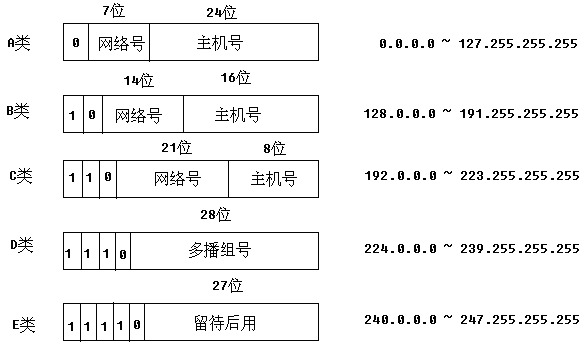 7位 24位
A类 0 网络号 主机号 0.0.0.0 ~ 127.255.255.255
14位 16位
B类 1 0 网络号 主机号 128.0.0.0 ~ 191.255.255.255
21位 8位
C类 1 1 0 网络号 主机号 192.0.0.0 ~ 223.255.255.255
28位
D类 1 1 1 0 多播组号 224.0.0.0 ~ 239.255.255.255
27位
E类 1 1 1 1 0 留待后用 240.0.0.0 ~ 247.255.255.255